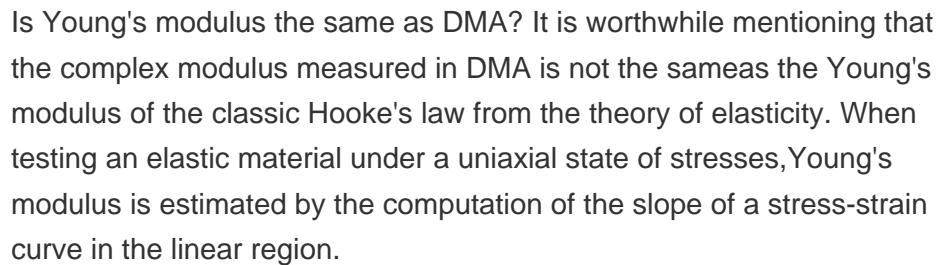 Is Young's modulus the same as DMA? It is worthwhile mentioning that
the complex modulus measured in DMA is not the sameas the Young's
modulus of the classic Hooke's law from the theory of elasticity. When
testing an elastic material under a uniaxial state of stresses,Young's
modulus is estimated by the computation of the slope of a stress-strain
curve in the linear region.